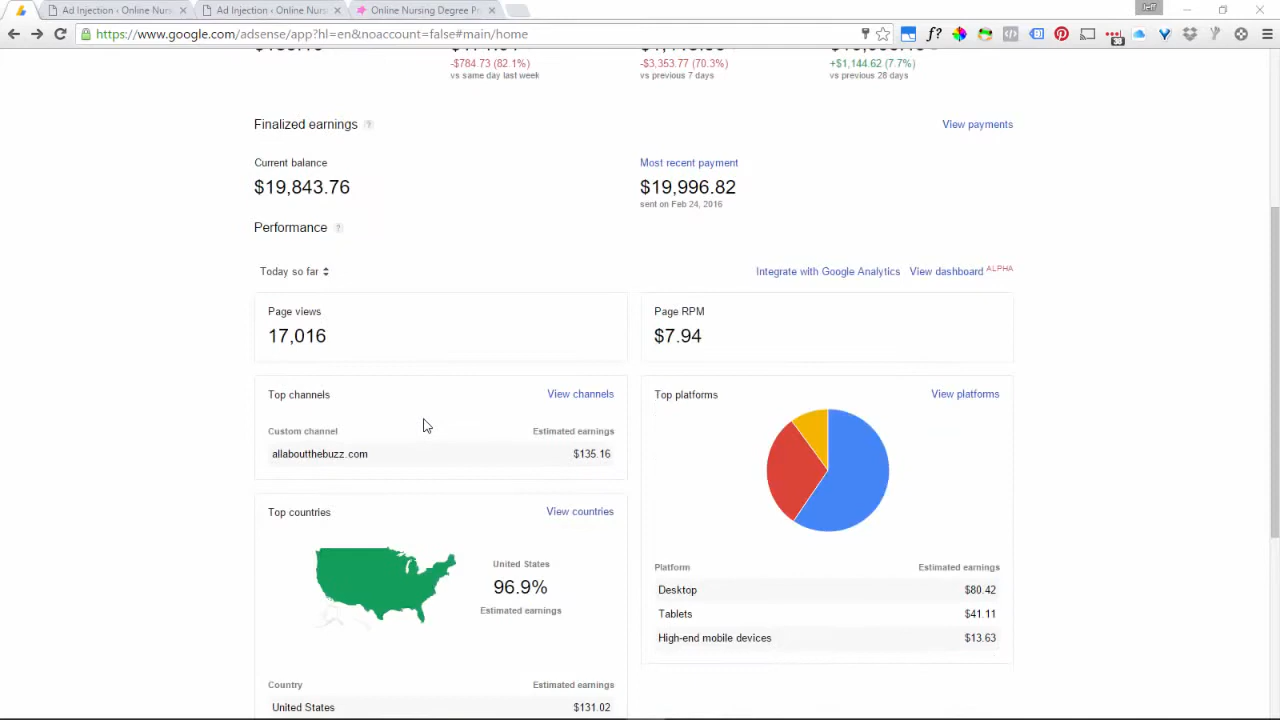 Ad Injection ‹ Online Nurs
Ad Injection ‹ Online Nurs
Online Nursing Degree P
https://www.google.com/adsense/app?hl=en&noaccount=false#main/home
-$784.73 (82.1%)
-$3,353.77 (70.3%)
+$1,144.62 (7.7%)
vs same day last week
vs previous 7 days
vs previous 28 days
Finalized earnings ?
View payments
Current balance
Most recent payment
$19,843.76
$19,996.82
sent on Feb 24, 2016
Performance ?
Today so far
Integrate with Google Analytics
View dashboard ALPHA
Page views
Page RPM
17,016
$7.94
Top channels
View channels
Top platforms
View platforms
Custom channel
Estimated earnings
allaboutthebuzz.com
$135.16
Top countries
View countries
United States
96.9%
Estimated earnings
Platform
Estimated earnings
Desktop
$80.42
Tablets
$41.11
High-end mobile devices
$13.63
Country
Estimated earnings
United States
$131.02